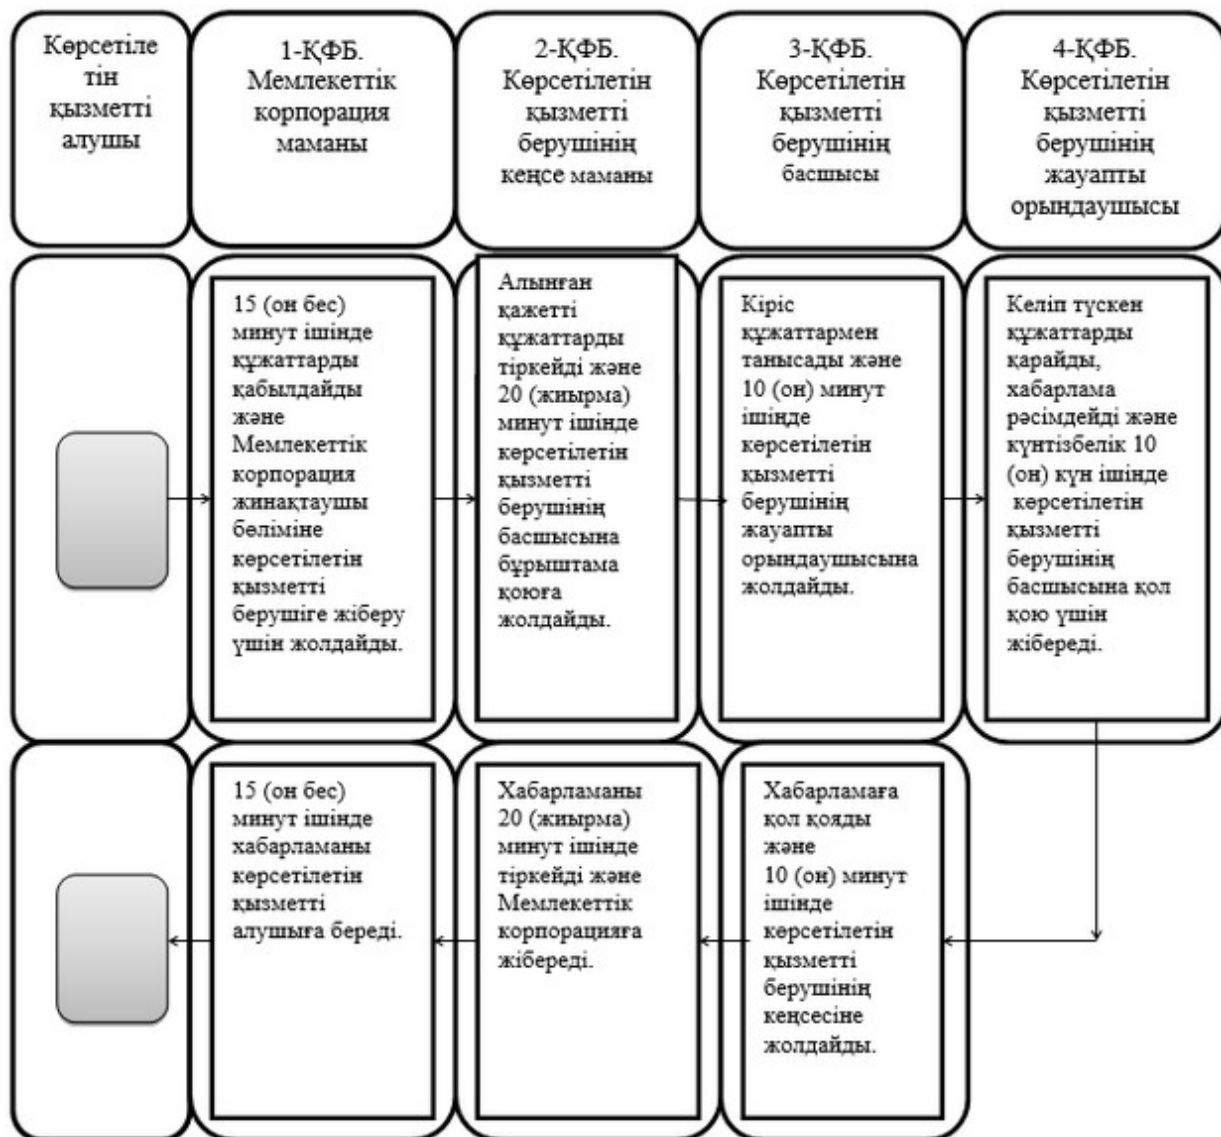 Көрсетіле
тін
қызметті
алушы
1-ҚФБ.
Мемлекеттік
корпорация
маманы
2-ҚФБ.
Көрсетілетін
қызметті
берушінің
кеңсе маманы
3-ҚФБ.
Көрсетілетін
қызметті
берушінің
басшысы
4-ҚФБ.
Көрсетілетін
қызметті
берушінің
жауапты
орындаушысы
15 (он бес)
минут ішінде
құжаттарды
қабылдайды
және
Мемлекеттік
корпорация
жинақтаушы
бөліміне
көрсетілетін
қызметті
берушіге жіберу
үшін жолдайды.
Алынған
қажетті
құжаттарды
тіркейді және
20 (жиырма)
минут ішінде
көрсетілетін
қызметті
берушінің
басшысына
бұрыштама
қоюға
жолдайды.
Кіріс
құжаттармен
танысады және
10 (он) минут
ішіңде
көрсетілетін
қызметті
берушінің
жауапты
орындаушысына
жолдайды.
Келіп түскен
құжаттарды
қарайды,
хабарлама
рәсімдейді және
күнтізбелік 10
(он) күн ішінде
көрсетілетін
қызметті
берушінің
басшысына қол
қою үшін
жібереді.
15 (он бес)
минут ішінде
хабарламаны
көрсетілетін
қызметті
алушыға береді.
Хабарламаны
20 (жиырма)
минут ішінде
тіркейді және
Мемлекеттік
корпорацияға
жібереді.
Хабарламаға
қол қояды
және
10 (он) минут
ішінде
көрсетілетін
қызметті
берушінің
кеңсесіне
жолдайды.